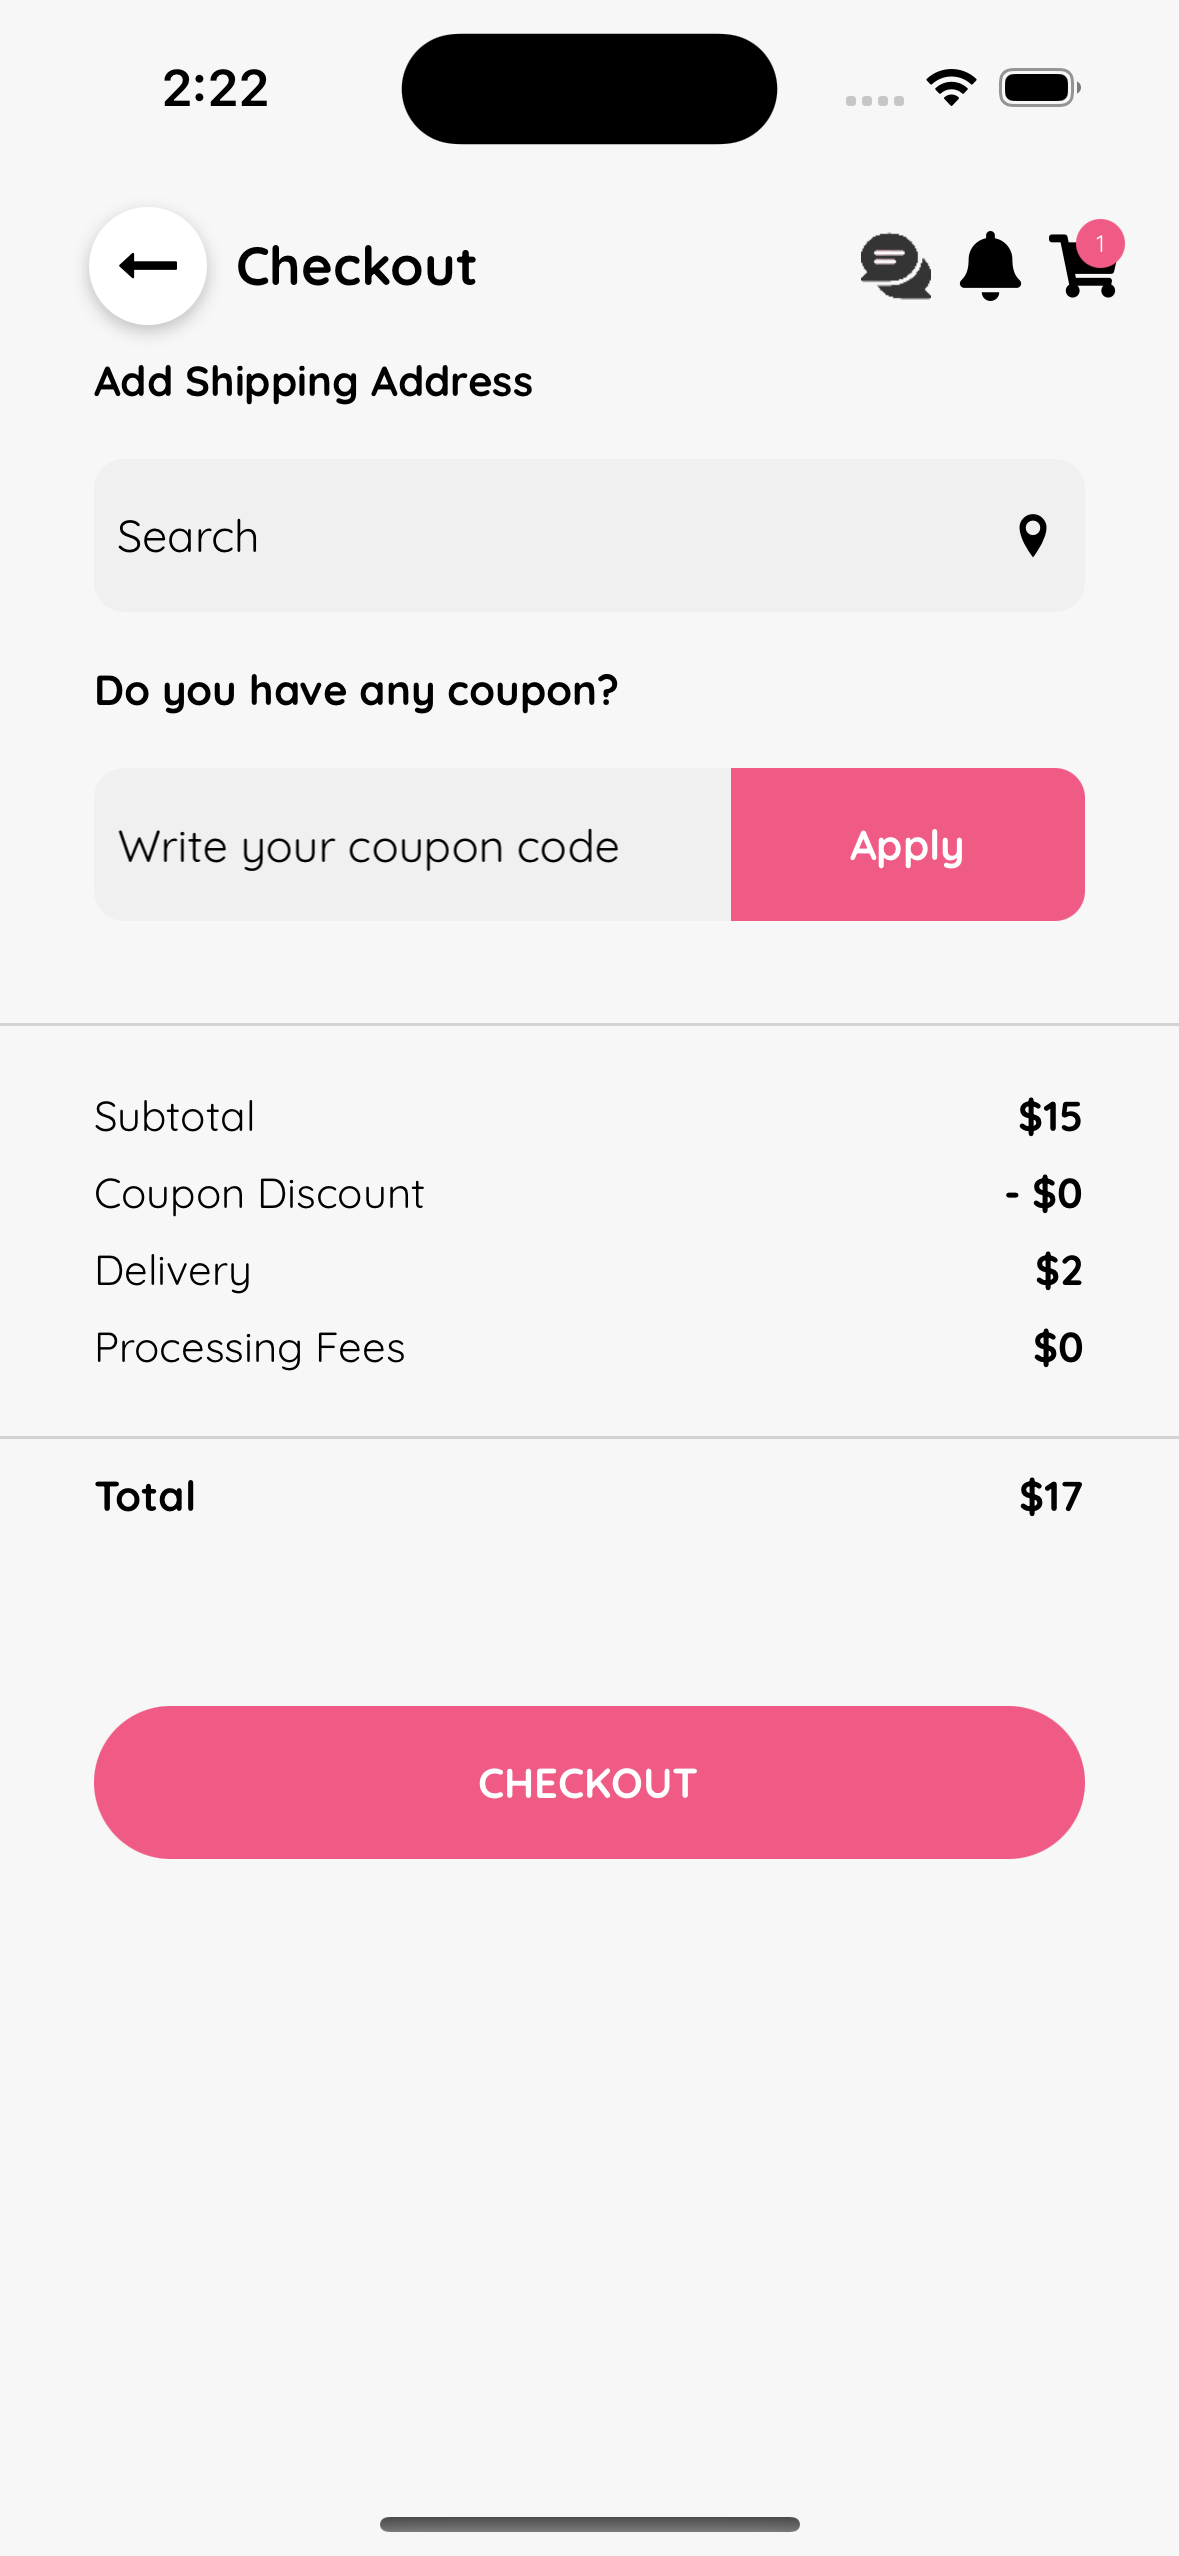 2:22
Checkout
1
Add Shipping Address
Search
Do you have any coupon?
Write your coupon code
Apply
Subtotal $15
Coupon Discount - $0
Delivery $2
Processing Fees $0
Total $17
CHECKOUT